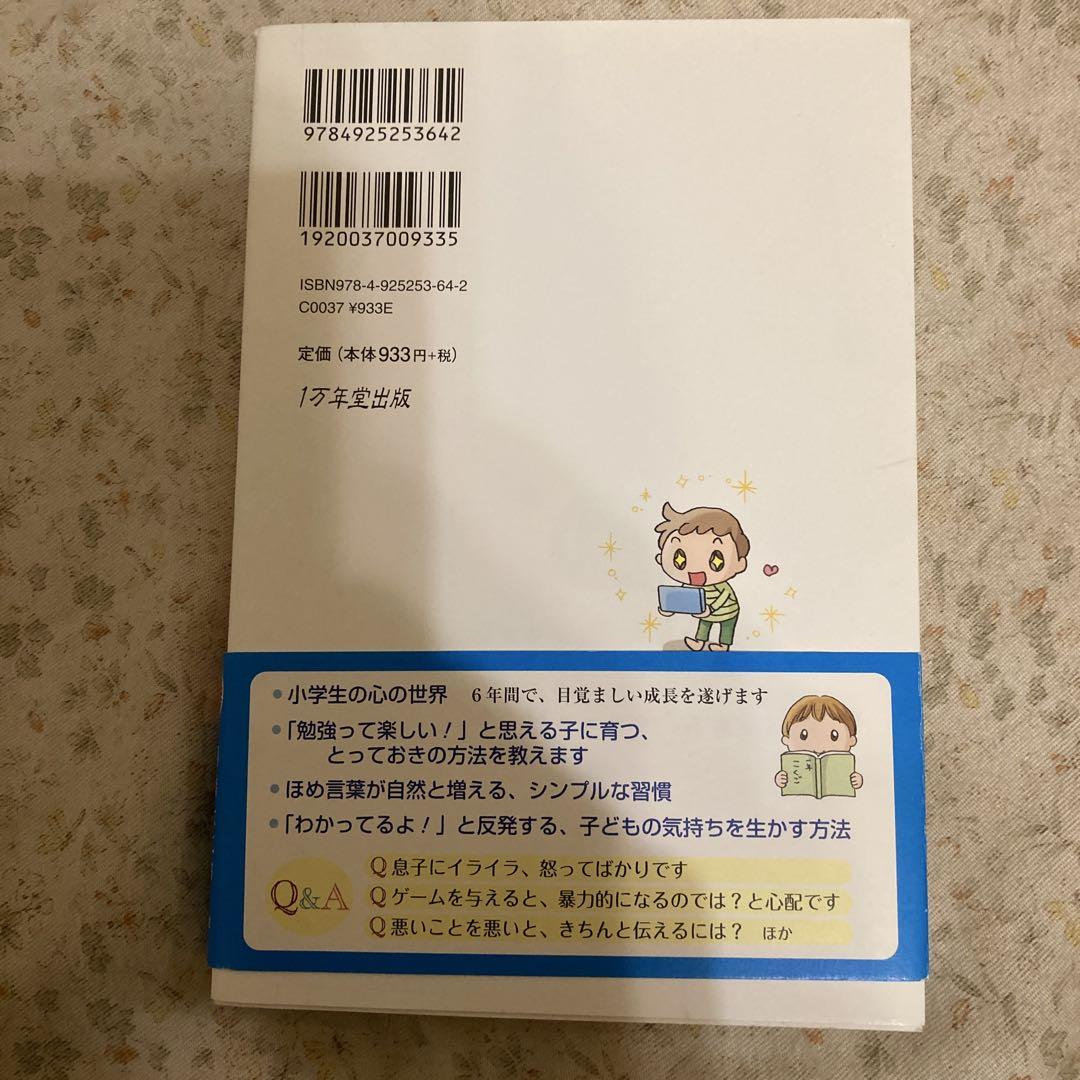 9784925253642
1920037009335
ISBN978-4-925253-64-2
C0037 ¥933E
定価（本体933円+税）
1万年堂出版
• 小学生の心の世界　6年間で、目覚ましい成長を遂げます
•「勉強って楽しい！」と思える子に育つ、
とっておきの方法を教えます
• ほめ言葉が自然と増える、シンプルな習慣
•「わかってるよ！」と反発する、子どもの気持ちを生かす方法
こくご
Q&A
Q 息子にイライラ、怒ってばかりです
Q ゲームを与えると、暴力的になるのでは？と心配です
Q 悪いことを悪いと、きちんと伝えるには？　ほか